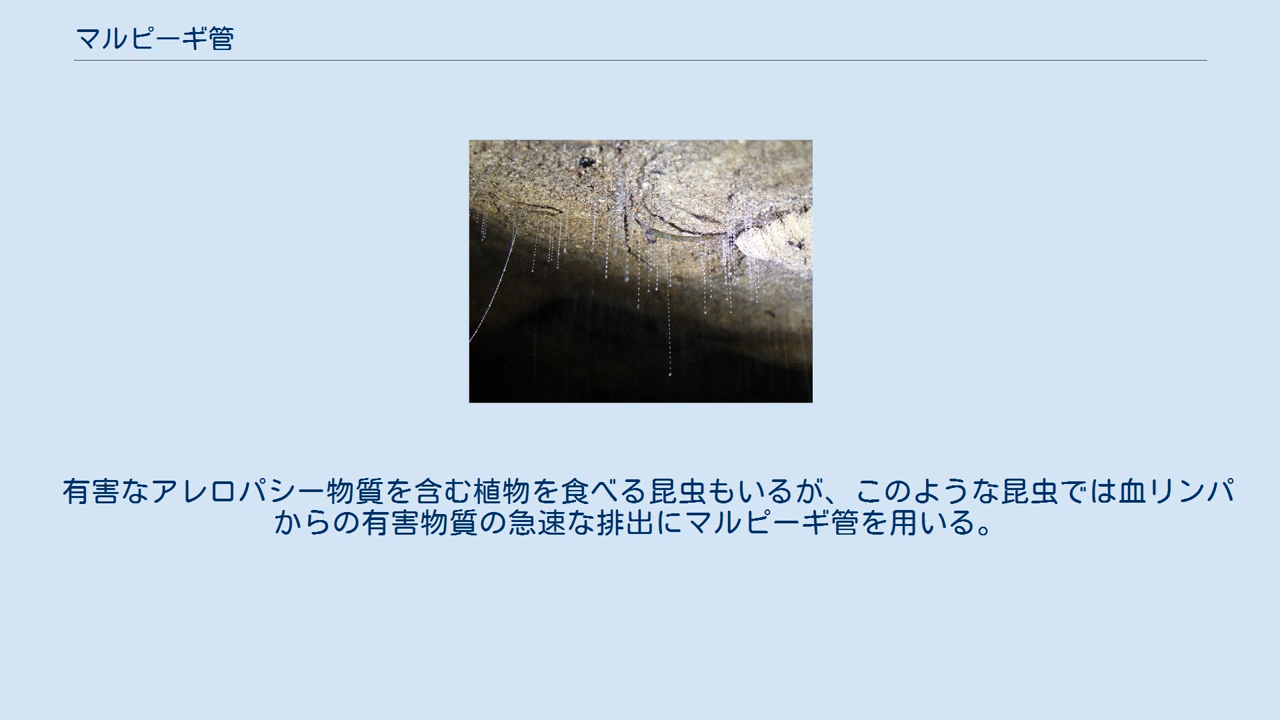 マルピーギ管
有害なアレロパシー物質を含む植物を食べる昆虫もいるが、このような昆虫では血リンパ
からの有害物質の急速な排出にマルピーギ管を用いる。